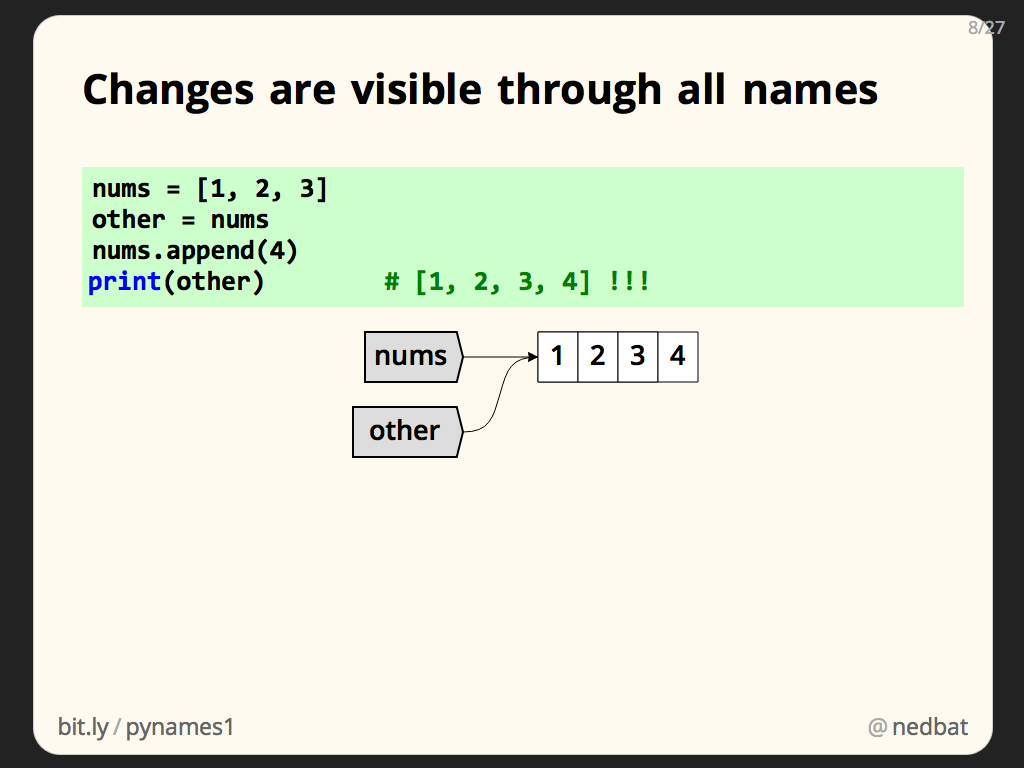 8/27
Changes are visible through all names
nums = [1, 2, 3]
other = nums
nums.append(4)
print(other)        # [1, 2, 3, 4] !!!
nums 1 2 3 4
other
bit.ly/pynames1 @nedbat